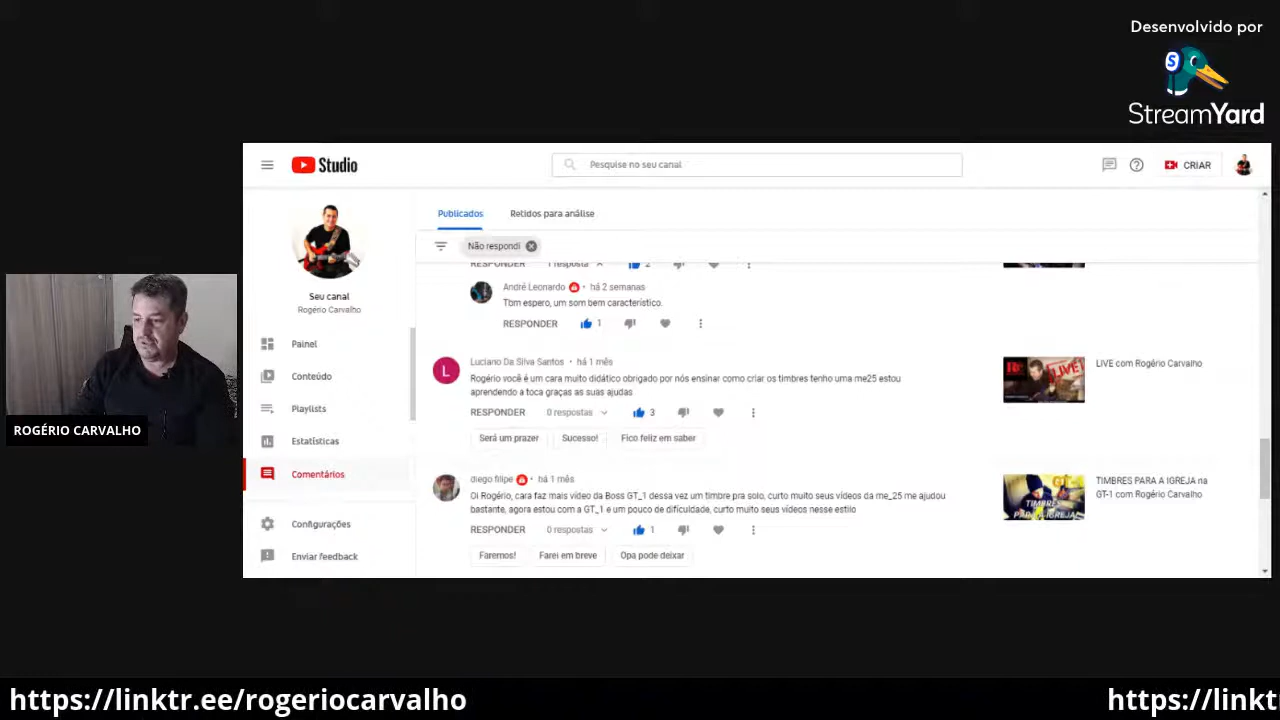 Desenvolvido por
StreamYard
Studio
Pesquise no seu canal
CRIAR
Publicados
Retidos para análise
Não respondi
Seu canal
Rogério Carvalho
Painel
Conteúdo
Playlists
Estatísticas
Comentários
Configurações
Enviar feedback
RESPONDER 1 resposta 2
André Leonardo • há 2 semanas
Tbm espero, um som bem característico.
RESPONDER 1
L
Luciano Da Silva Santos • há 1 mês
Rogério você é um cara muito didático obrigado por nós ensinar como criar os timbres tenho uma me25 estou
aprendendo a toca graças as suas ajudas
RESPONDER 0 respostas 3
Será um prazer
Sucesso!
Fico feliz em saber
LIVE!
LIVE com Rogério Carvalho
diego filipe • há 1 mês
Oi Rogério, cara faz mais vídeo da Boss GT_1 dessa vez um timbre pra solo, curto muito seus vídeos da me_25 me ajudou
bastante, agora estou com a GT_1 e um pouco de dificuldade, curto muito seus vídeos nesse estilo
RESPONDER 0 respostas 1
Faremos!
Farei em breve
Opa pode deixar
TIMBRES
PARA A IGREJA!
TIMBRES PARA A IGREJA na
GT-1 com Rogério Carvalho
ROGÉRIO CARVALHO
https://linktr.ee/rogeriocarvalho
https://linkt